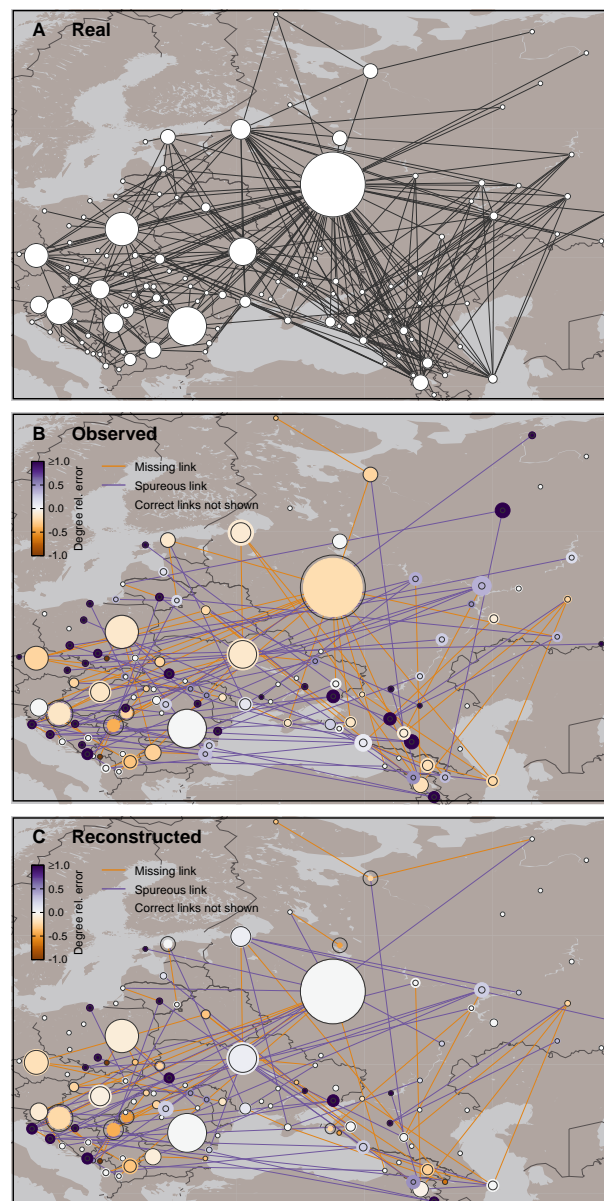 A Real
B Observed
≥1.0
0.5
0.0
-0.5
-1.0
Degree rel. error
Missing link
Spureous link
Correct links not shown
C Reconstructed
≥1.0
0.5
0.0
-0.5
-1.0
Degree rel. error
Missing link
Spureous link
Correct links not shown